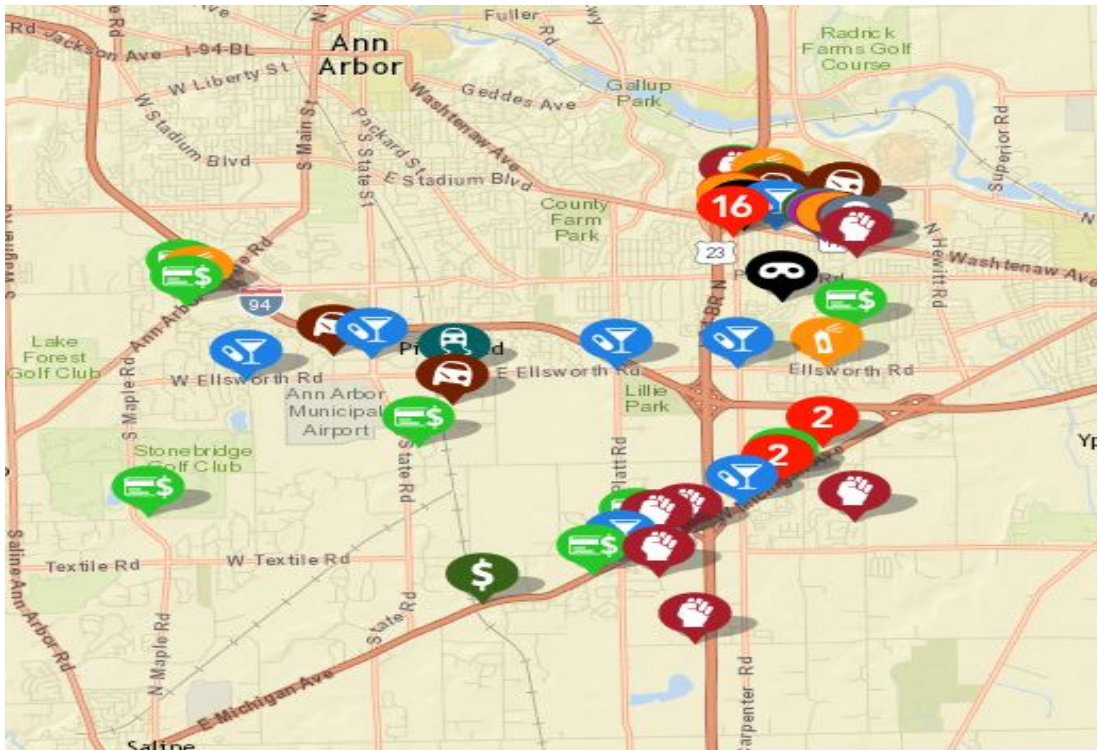 Fuller
Rd
Radrick
Farms Golf
Course
Rd
Jackson Ave
I-94-BL
Ann
Arbor
W Liberty St
Gallup
Park
Geddes Ave
Washtenaw Ave
W Stadium Blvd
S Main St
Packard St
S State St
E Stadium Blvd
Superior Rd
County
Farm
Park
16
23
N Hewitt Rd
N
Washtenaw Ave
S Wagner
Rd
94
BR N
Rd
Ann Arbor
Lake
Forest
Golf Club
W Ellsworth Rd
E Ellsworth Rd
Ellsworth Rd
S Maple Rd
Ann Arbor
Municipal
Airport
Lillie
Park
2
Stonebridge
Golf Club
State Rd
Platt Rd
2
Yp
$
$
$
$
$
Textile Rd
W Textile Rd
$
$
Saline Ann Arbor Rd
N Maple Rd
State Rd
E Michigan Ave
Carpenter Rd
Saline